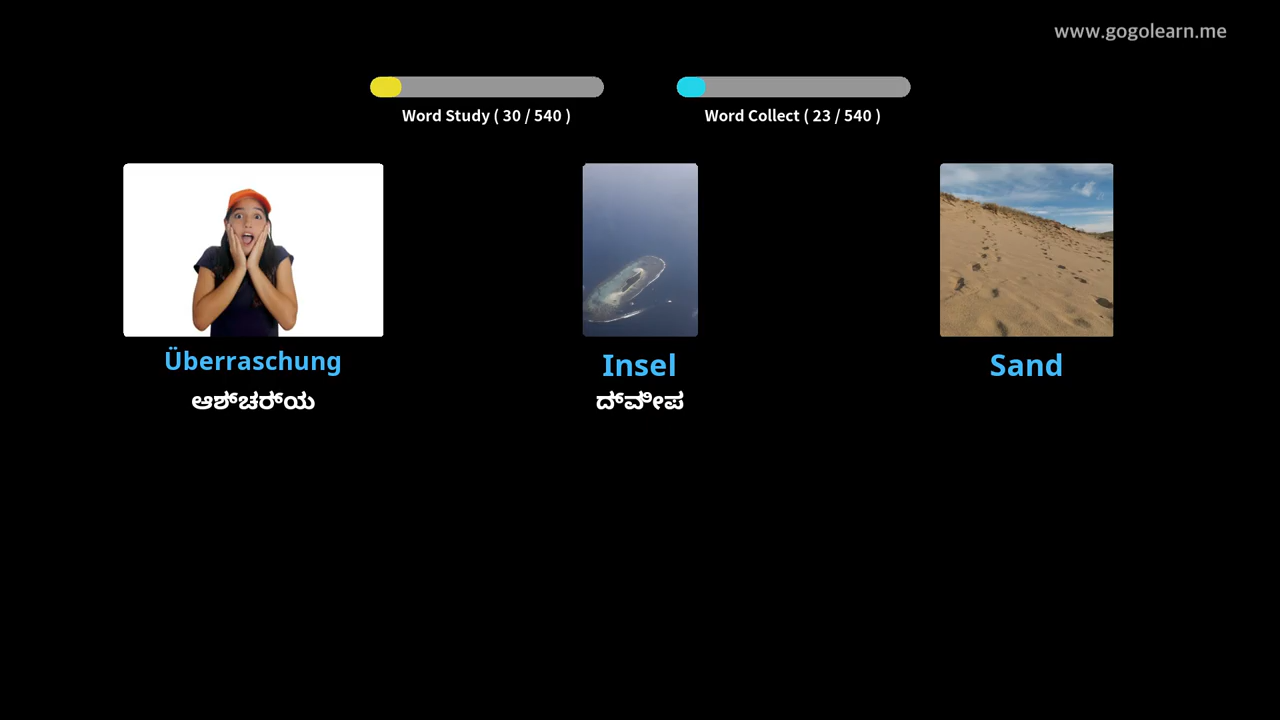 www.gogolearn.me
Word Study ( 30 / 540 )
Word Collect ( 23 / 540 )
Überraschung
Insel
Sand
ಆಶ್ಚರ್ಯ
ದ್ವೀಪ